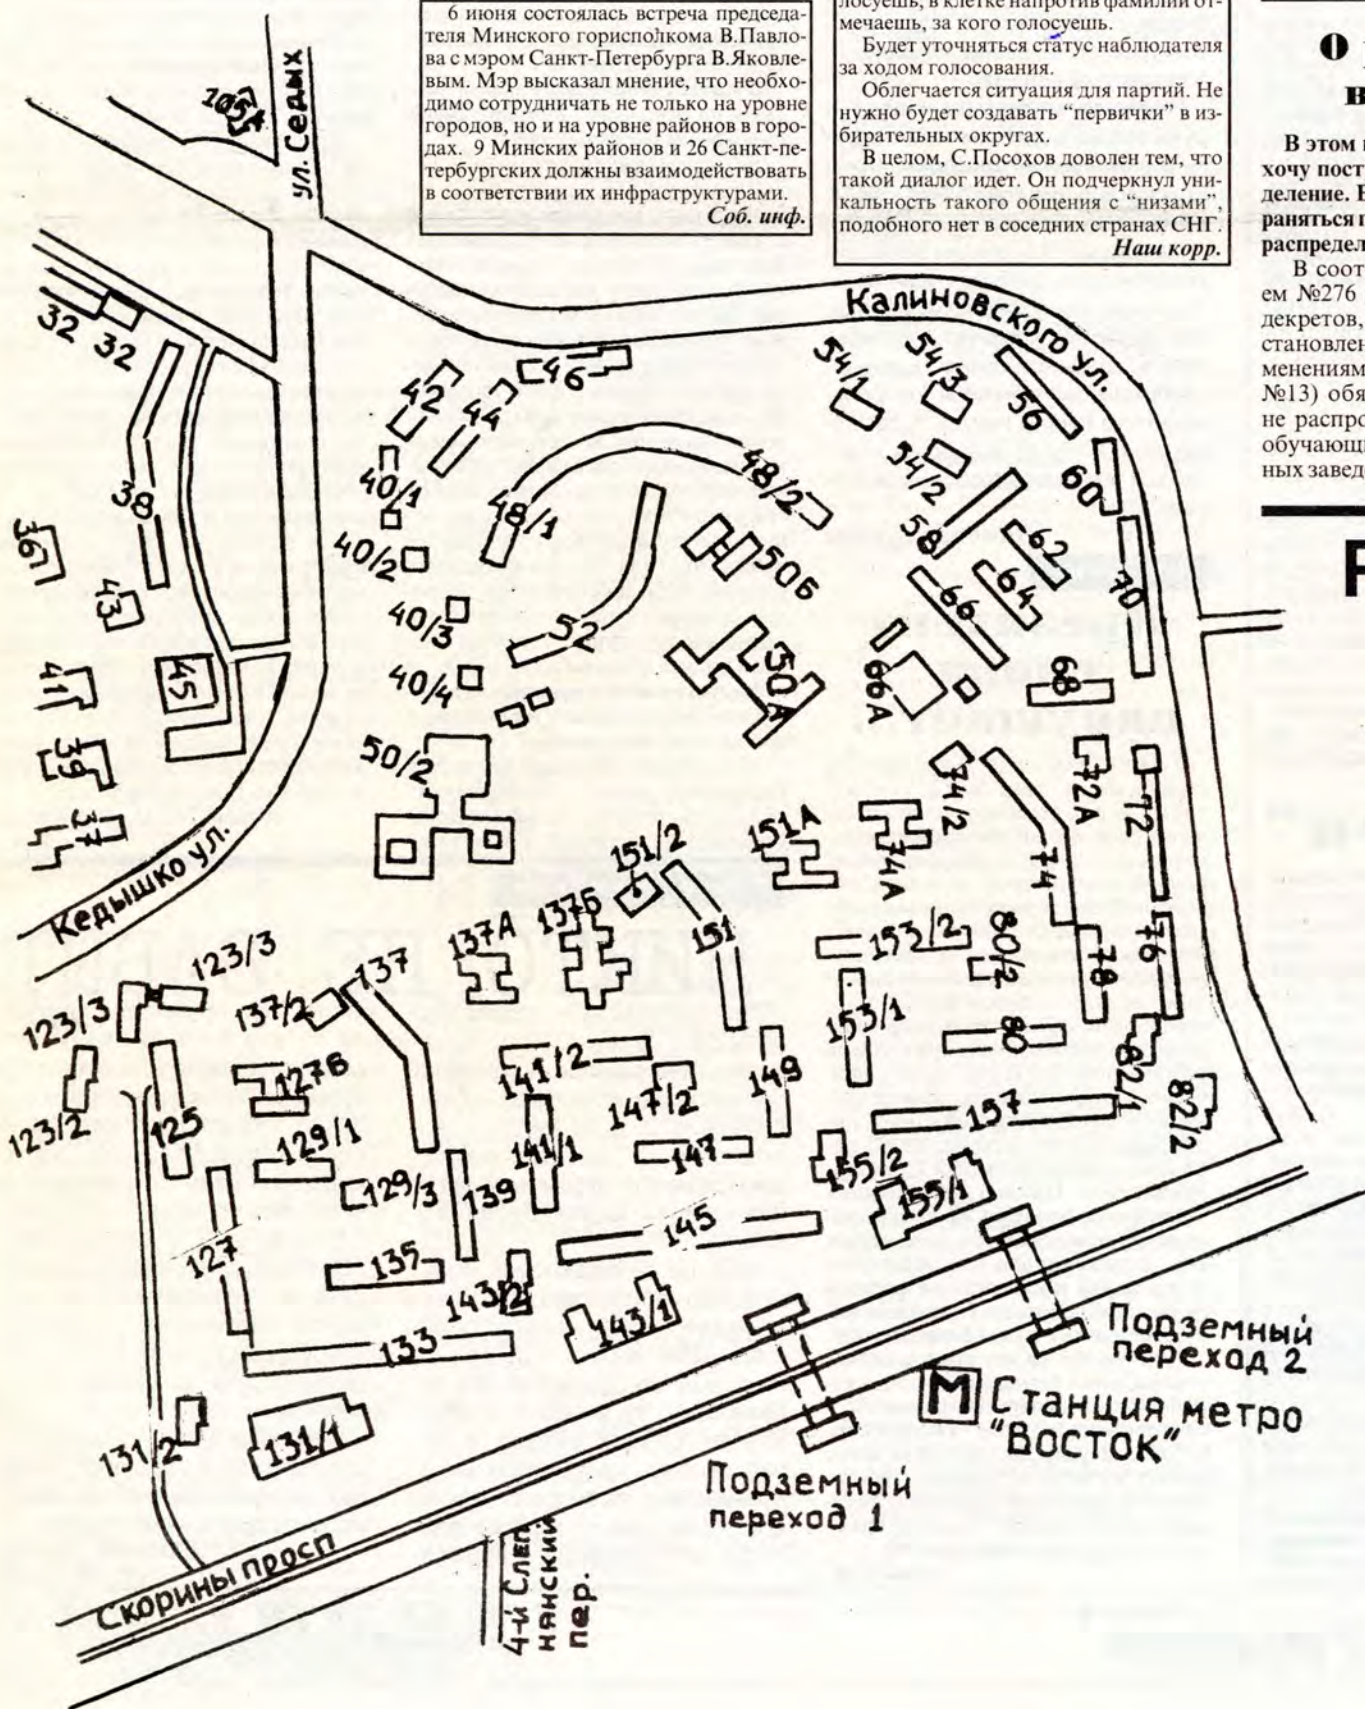 6 июня состоялась встреча председа-
теля Минского горисполкома В.Павло-
ва с мэром Санкт-Петербурга В.Яковле-
вым. Мэр высказал мнение, что необхо-
димо сотрудничать не только на уровне
городов, но и на уровне районов в горо-
дах. 9 Минских районов и 26 Санкт-пе-
тербургских должны взаимодействовать
в соответствии их инфраструктурами.
Соб. инф.
лосуешь, в клетке напротив фамилии от-
мечаешь, за кого голосуешь.
Будет уточняться статус наблюдателя
за ходом голосования.
Облегчается ситуация для партий. Не
нужно будет создавать “первички” в из-
бирательных округах.
В целом, С.Посохов доволен тем, что
такой диалог идет. Он подчеркнул уни-
кальность такого общения с “низами”,
подобного нет в соседних странах СНГ.
Наш корр.
О
в
В этом
хочу пост
деление.
раняться
распредел
В соот
ем №276
декретов,
становлен
менениям
№13) обя
не распро
обучающ
ных завед
ул. Седых
Калиновского ул.
32
32
38
36
43
41
45
39
37
Кедышко ул.
42
44
46
40/1
40/2
40/3
40/4
48/1
48/2
52
50Б
50А
50/2
54/1
54/3
54/2
56
58
60
62
64
66
66А
68
70
72А
72
74/2
74
74А
76
78
80/2
80
82/1
82/2
151/2
151А
151
153/2
153/1
137А
137Б
137
137/2
123/3
123/3
123/2
125
127В
129/1
129/3
127
139
135
133
141/2
141/1
147/2
147
149
145
143/2
143/1
155/2
155/1
157
131/2
131/1
Скорины просп
4-й Слеп
нянский
пер.
Подземный
переход 1
Подземный
переход 2
М Станция метро
"ВОСТОК"